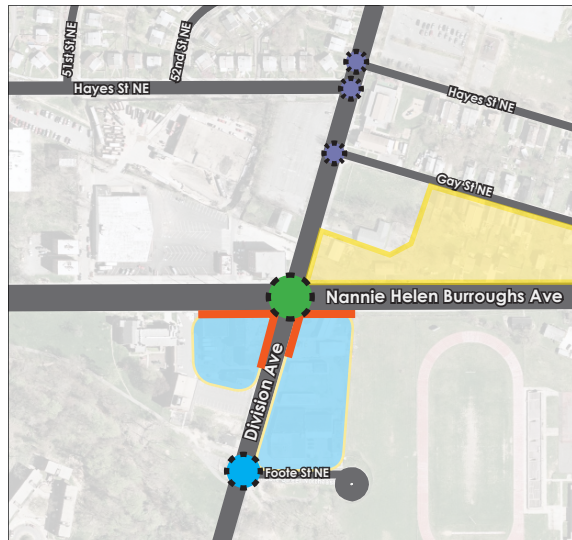 51st St NE
52nd St NE
Hayes St NE
Hayes St NE
Gay St NE
Nannie Helen Burroughs Ave
Division Ave
Foote St NE